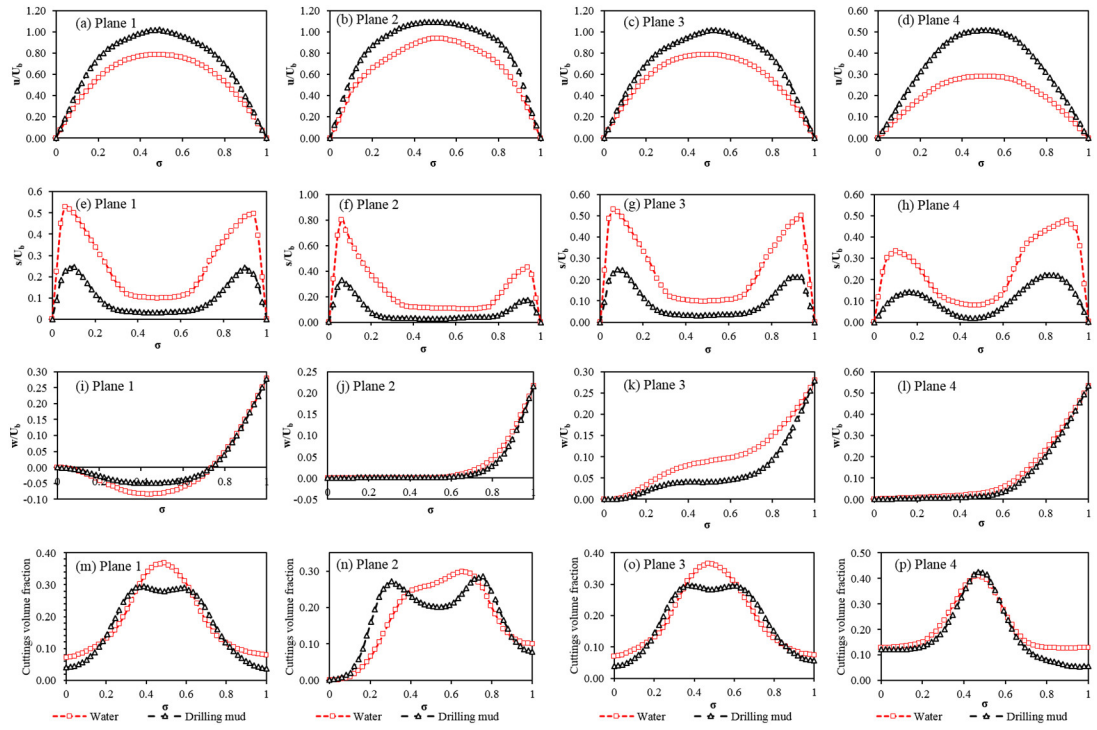 (a) Plane 1
1.20
1.00
0.80
0.60
0.40
0.20
0.00
u/Ub
0 0.2 0.4 0.6 0.8 1
σ
(b) Plane 2
1.20
1.00
0.80
0.60
0.40
0.20
0.00
u/Ub
0 0.2 0.4 0.6 0.8 1
σ
(c) Plane 3
1.20
1.00
0.80
0.60
0.40
0.20
0.00
u/Ub
0 0.2 0.4 0.6 0.8 1
σ
(d) Plane 4
0.60
0.50
0.40
0.30
0.20
0.10
0.00
u/Ub
0 0.2 0.4 0.6 0.8 1
σ
(e) Plane 1
0.6
0.5
0.4
0.3
0.2
0.1
0
s/Ub
0 0.2 0.4 0.6 0.8 1
σ
(f) Plane 2
1.00
0.80
0.60
0.40
0.20
0.00
s/Ub
0 0.2 0.4 0.6 0.8 1
σ
(g) Plane 3
0.60
0.50
0.40
0.30
0.20
0.10
0.00
s/Ub
0 0.2 0.4 0.6 0.8 1
σ
(h) Plane 4
0.60
0.50
0.40
0.30
0.20
0.10
0.00
s/Ub
0 0.2 0.4 0.6 0.8 1
σ
(i) Plane 1
0.30
0.25
0.20
0.15
0.10
0.05
0.00
-0.05
-0.10
w/Ub
0 0.2 0.4 0.6 0.8 1
σ
(j) Plane 2
0.25
0.20
0.15
0.10
0.05
0.00
-0.05
w/Ub
0 0.2 0.4 0.6 0.8 1
σ
(k) Plane 3
0.30
0.25
0.20
0.15
0.10
0.05
0.00
w/Ub
0 0.2 0.4 0.6 0.8 1
σ
(l) Plane 4
0.60
0.50
0.40
0.30
0.20
0.10
0.00
w/Ub
0 0.2 0.4 0.6 0.8 1
σ
(m) Plane 1
0.40
0.30
0.20
0.10
0.00
Cuttings volume fraction
0 0.2 0.4 0.6 0.8 1
σ
Water Drilling mud
(n) Plane 2
0.30
0.20
0.10
0.00
Cuttings volume fraction
0 0.2 0.4 0.6 0.8 1
σ
Water Drilling mud
(o) Plane 3
0.40
0.30
0.20
0.10
0.00
Cuttings volume fraction
0 0.2 0.4 0.6 0.8 1
σ
Water Drilling mud
(p) Plane 4
0.50
0.40
0.30
0.20
0.10
0.00
Cuttings volume fraction
0 0.2 0.4 0.6 0.8 1
σ
Water Drilling mud